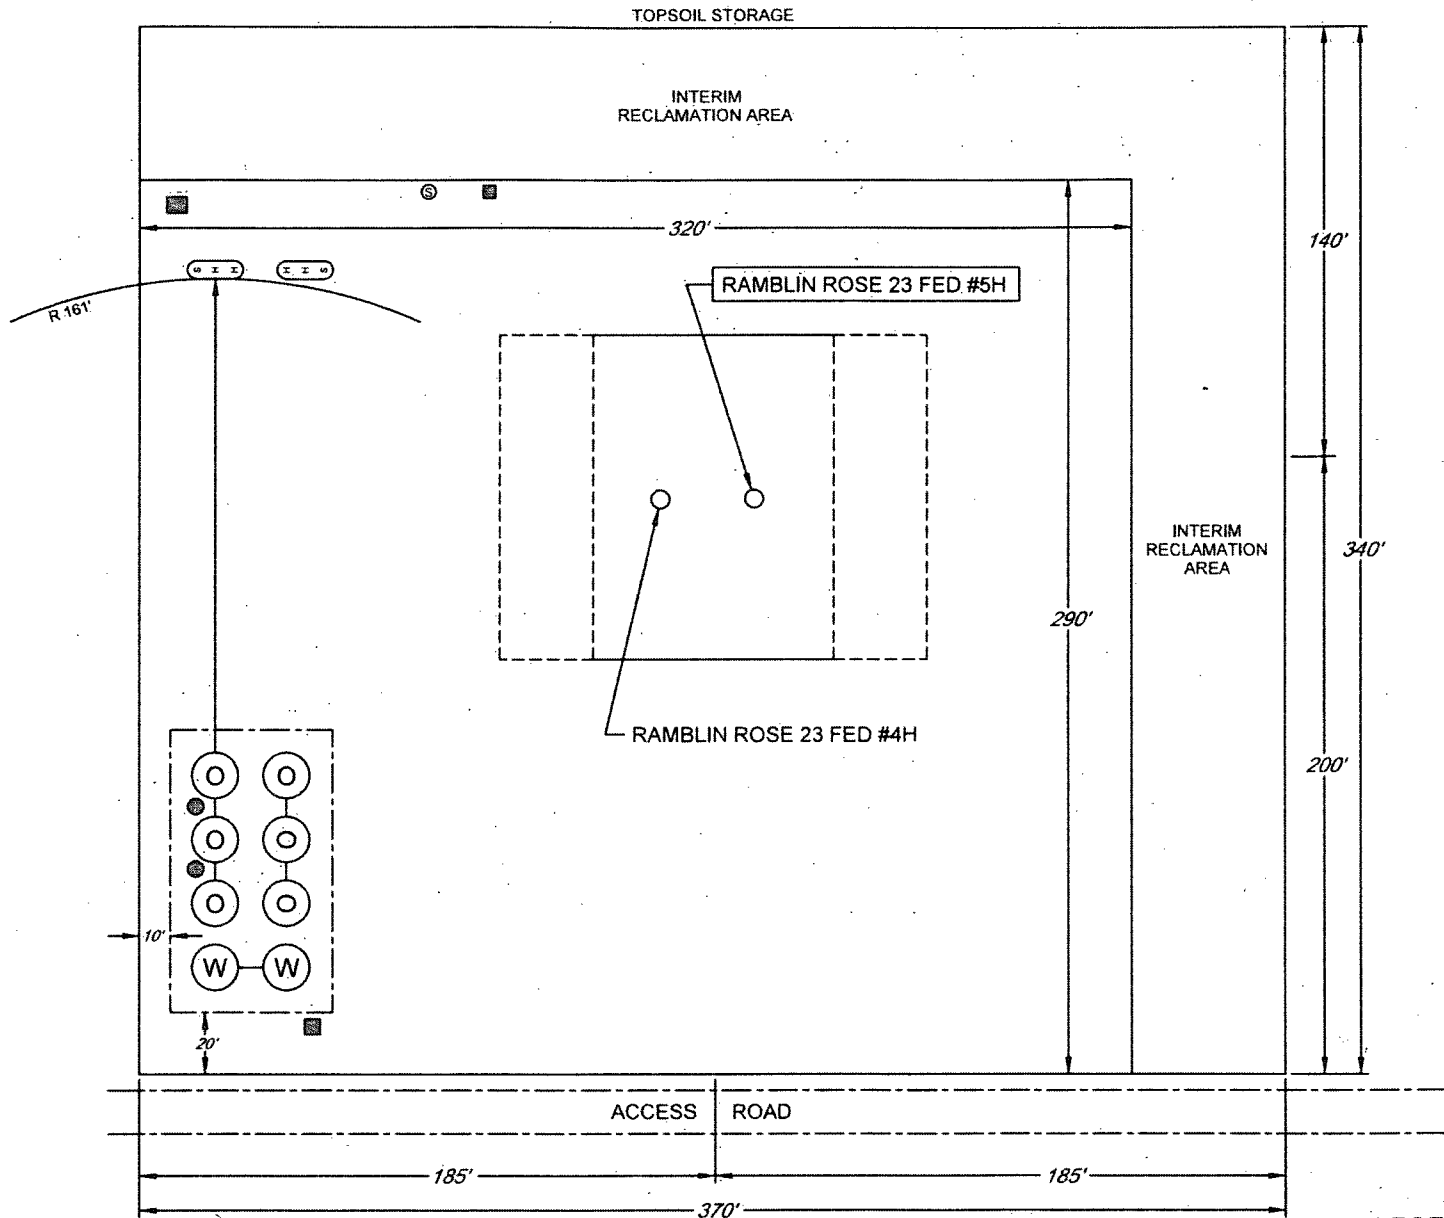 TOPSOIL STORAGE
INTERIM
RECLAMATION AREA
S
320'
140'
S H H
H H S
RAMBLIN ROSE 23 FED #5H
R 161'
INTERIM
RECLAMATION
AREA
340'
290'
RAMBLIN ROSE 23 FED #4H
200'
O O
O O
O O
10'
W W
20'
ACCESS ROAD
185' 185'
370'